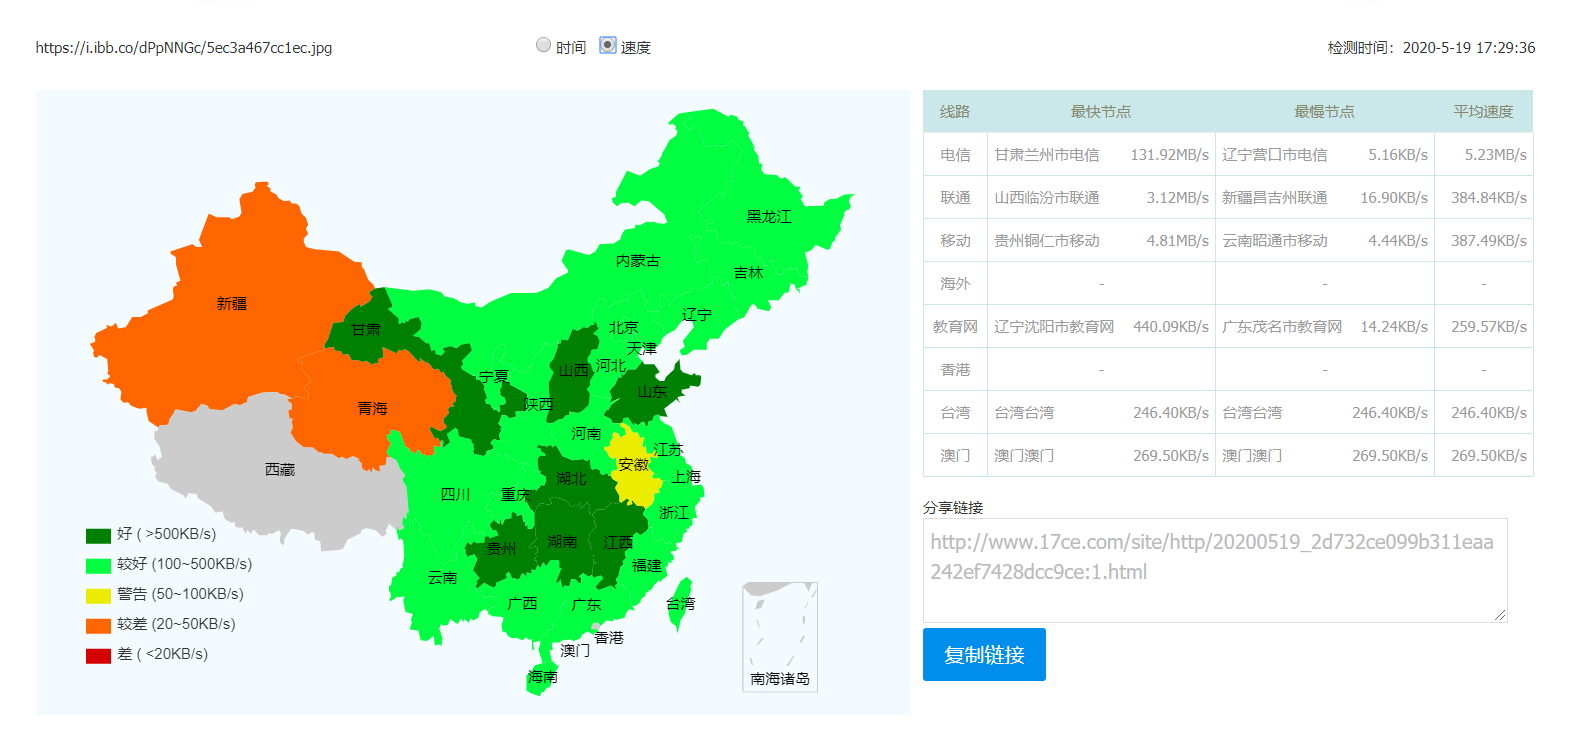 https://i.ibb.co/dPpNNGc/5ec3a467cc1ec.jpg 时间 速度 检测时间：2020-5-19 17:29:36
黑龙江
内蒙古
吉林
新疆
辽宁
北京
甘肃
天津
河北
山西
宁夏
山东
陕西
青海
河南
江苏
安徽
西藏
上海
湖北
四川
重庆
浙江
湖南
江西
贵州
福建
云南
广西
广东
台湾
香港
澳门
海南
南海诸岛
好 ( >500KB/s)
较好 (100~500KB/s)
警告 (50~100KB/s)
较差 (20~50KB/s)
差 ( <20KB/s)
线路 最快节点 最慢节点 平均速度
电信 甘肃兰州市电信 131.92MB/s 辽宁营口市电信 5.16KB/s 5.23MB/s
联通 山西临汾市联通 3.12MB/s 新疆昌吉州联通 16.90KB/s 384.84KB/s
移动 贵州铜仁市移动 4.81MB/s 云南昭通市移动 4.44KB/s 387.49KB/s
海外 - - -
教育网 辽宁沈阳市教育网 440.09KB/s 广东茂名市教育网 14.24KB/s 259.57KB/s
香港 - - -
台湾 台湾台湾 246.40KB/s 台湾台湾 246.40KB/s 246.40KB/s
澳门 澳门澳门 269.50KB/s 澳门澳门 269.50KB/s 269.50KB/s
分享链接
http://www.17ce.com/site/http/20200519_2d732ce099b311eaa
242ef7428dcc9ce:1.html
复制链接